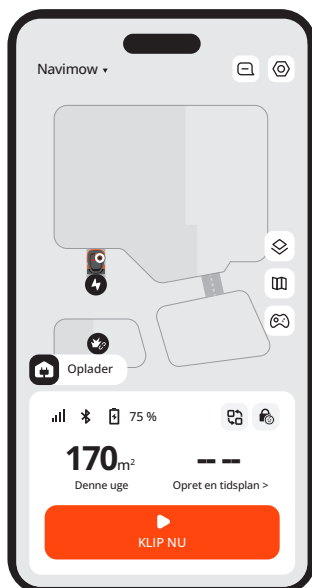 Navimow
Oplader
75 %
170m²
-- --
Denne uge
Opret en tidsplan >
KLIP NU